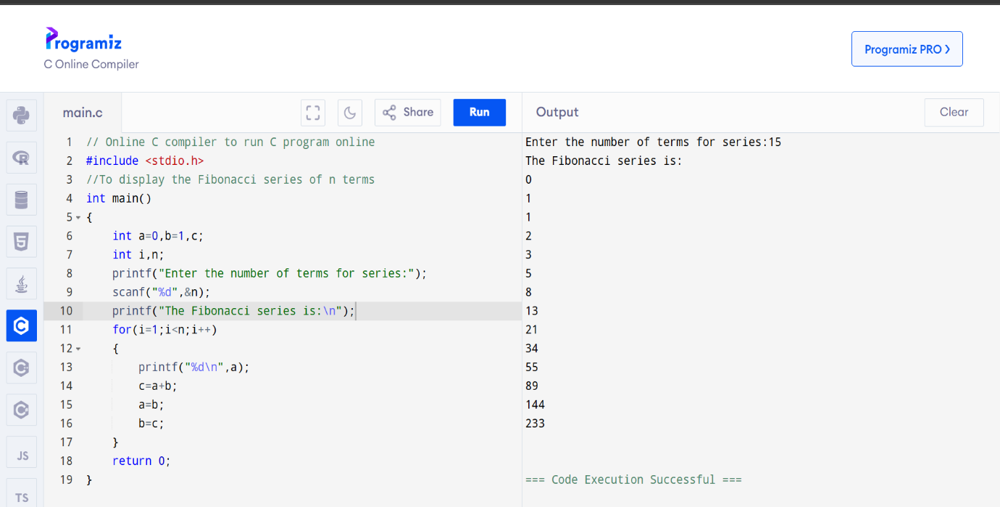 Programiz
C Online Compiler
Programiz PRO ❯
main.c
Share
Run
Output
Clear
1 // Online C compiler to run C program online
2 #include <stdio.h>
3 //To display the Fibonacci series of n terms
4 int main()
5 {
6 int a=0,b=1,c;
7 int i,n;
8 printf("Enter the number of terms for series:");
9 scanf("%d",&n);
10 printf("The Fibonacci series is:\n");
11 for(i=1;i<n;i++)
12 {
13 printf("%d\n",a);
14 c=a+b;
15 a=b;
16 b=c;
17 }
18 return 0;
19 }
Enter the number of terms for series:15
The Fibonacci series is:
0
1
1
2
3
5
8
13
21
34
55
89
144
233
=== Code Execution Successful ===
JS
TS